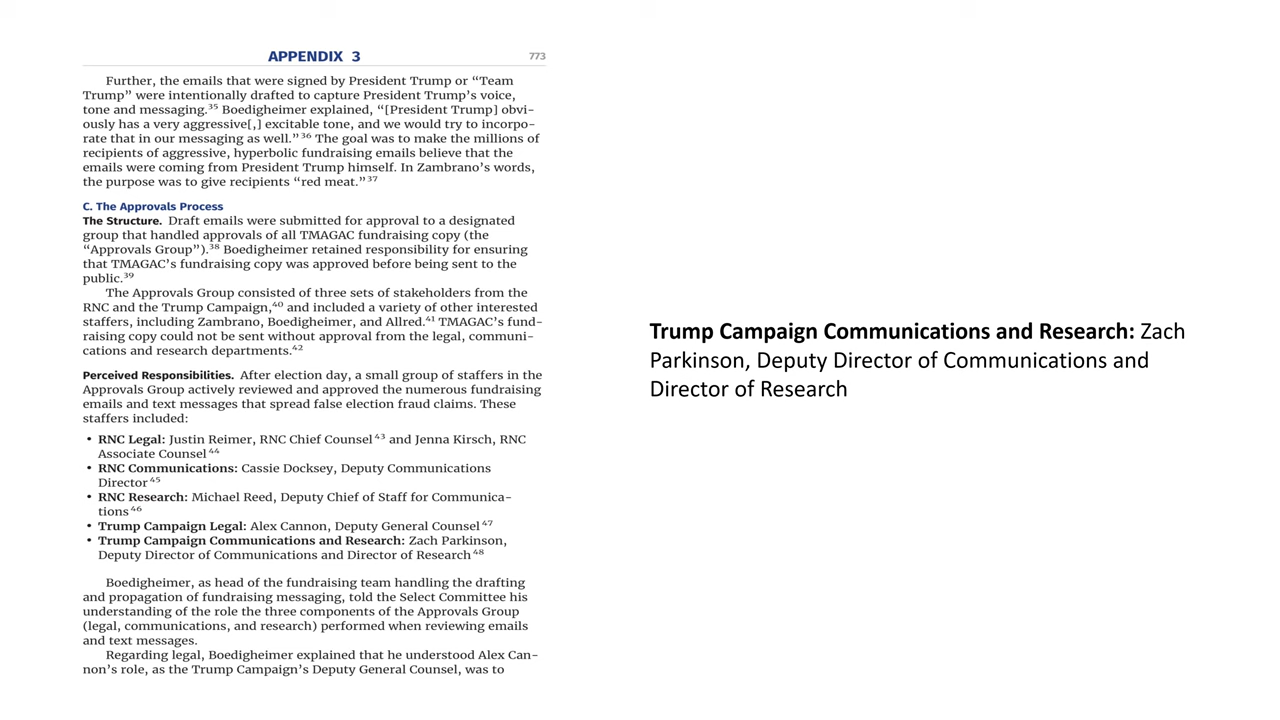 APPENDIX 3
773
Further, the emails that were signed by President Trump or “Team
Trump” were intentionally drafted to capture President Trump’s voice,
tone and messaging.35 Boedigheimer explained, “[President Trump] obvi-
ously has a very aggressive[,] excitable tone, and we would try to incorpo-
rate that in our messaging as well.”36 The goal was to make the millions of
recipients of aggressive, hyperbolic fundraising emails believe that the
emails were coming from President Trump himself. In Zambrano’s words,
the purpose was to give recipients “red meat.”37
C. The Approvals Process
The Structure. Draft emails were submitted for approval to a designated
group that handled approvals of all TMAGAC fundraising copy (the
“Approvals Group”).38 Boedigheimer retained responsibility for ensuring
that TMAGAC’s fundraising copy was approved before being sent to the
public.39
The Approvals Group consisted of three sets of stakeholders from the
RNC and the Trump Campaign,40 and included a variety of other interested
staffers, including Zambrano, Boedigheimer, and Allred.41 TMAGAC’s fund-
raising copy could not be sent without approval from the legal, communi-
cations and research departments.42
Perceived Responsibilities. After election day, a small group of staffers in the
Approvals Group actively reviewed and approved the numerous fundraising
emails and text messages that spread false election fraud claims. These
staffers included:
• RNC Legal: Justin Reimer, RNC Chief Counsel43 and Jenna Kirsch, RNC
Associate Counsel44
• RNC Communications: Cassie Docksey, Deputy Communications
Director45
• RNC Research: Michael Reed, Deputy Chief of Staff for Communica-
tions46
• Trump Campaign Legal: Alex Cannon, Deputy General Counsel47
• Trump Campaign Communications and Research: Zach Parkinson,
Deputy Director of Communications and Director of Research48
Boedigheimer, as head of the fundraising team handling the drafting
and propagation of fundraising messaging, told the Select Committee his
understanding of the role the three components of the Approvals Group
(legal, communications, and research) performed when reviewing emails
and text messages.
Regarding legal, Boedigheimer explained that he understood Alex Can-
non’s role, as the Trump Campaign’s Deputy General Counsel, was to
Trump Campaign Communications and Research: Zach
Parkinson, Deputy Director of Communications and
Director of Research